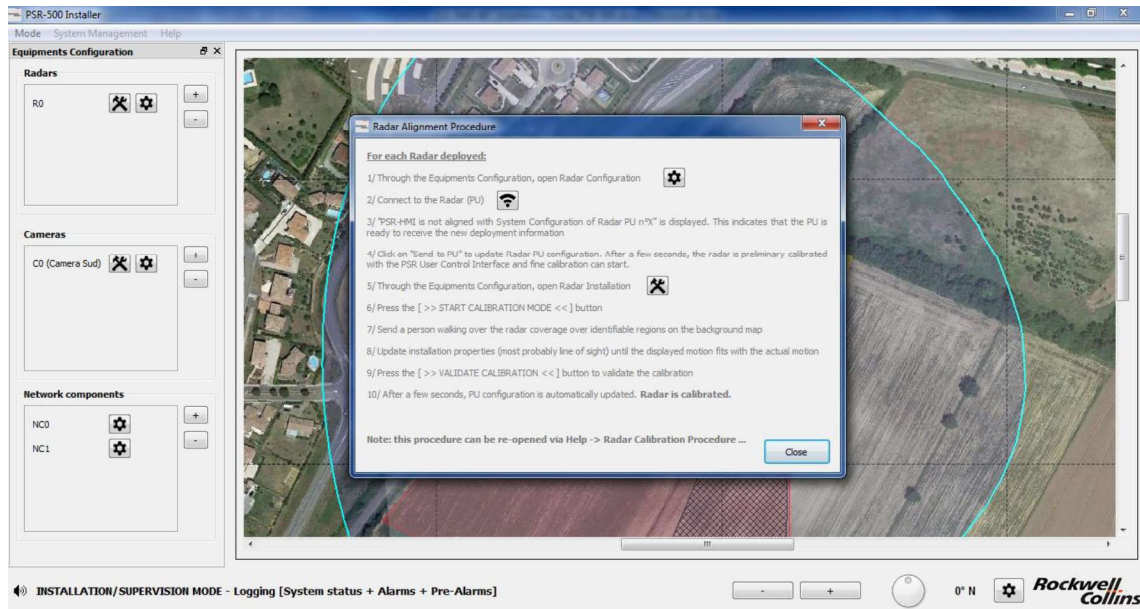 PSR-500 Installer
Mode System Management Help
Equipments Configuration
Radars
R0
+
-
Cameras
C0 (Camera Sud)
+
-
Network components
NC0
NC1
+
-
Radar Alignment Procedure
For each Radar deployed:
1/ Through the Equipments Configuration, open Radar Configuration
2/ Connect to the Radar (PU)
3/ "PSR-HMI is not aligned with System Configuration of Radar PU n°X" is displayed. This indicates that the PU is
ready to receive the new deployment information
4/ Click on "Send to PU" to update Radar PU configuration. After a few seconds, the radar is preliminary calibrated
with the PSR User Control Interface and fine calibration can start.
5/ Through the Equipments Configuration, open Radar Installation
6/ Press the [ >> START CALIBRATION MODE << ] button
7/ Send a person walking over the radar coverage over identifiable regions on the background map
8/ Update installation properties (most probably line of sight) until the displayed motion fits with the actual motion
9/ Press the [ >> VALIDATE CALIBRATION << ] button to validate the calibration
10/ After a few seconds, PU configuration is automatically updated. Radar is calibrated.
Note: this procedure can be re-opened via Help -> Radar Calibration Procedure ...
Close
INSTALLATION/SUPERVISION MODE - Logging [System status + Alarms + Pre-Alarms]
-
+
0° N
Rockwell
Collins